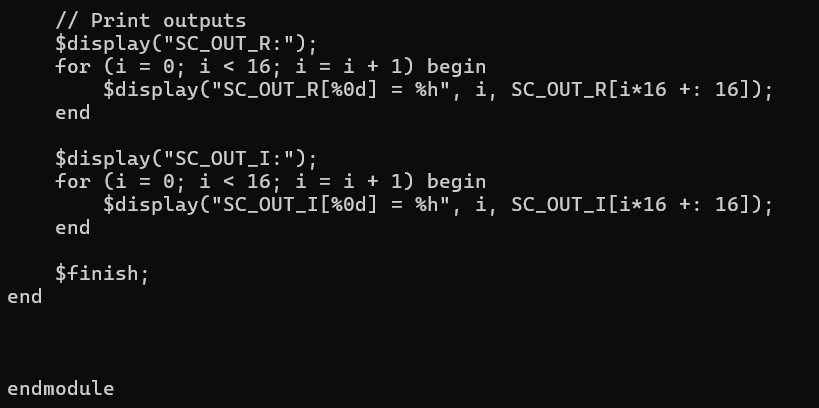 // Print outputs
$display("SC_OUT_R:");
for (i = 0; i < 16; i = i + 1) begin
$display("SC_OUT_R[%0d] = %h", i, SC_OUT_R[i*16 +: 16]);
end
$display("SC_OUT_I:");
for (i = 0; i < 16; i = i + 1) begin
$display("SC_OUT_I[%0d] = %h", i, SC_OUT_I[i*16 +: 16]);
end
$finish;
end
endmodule